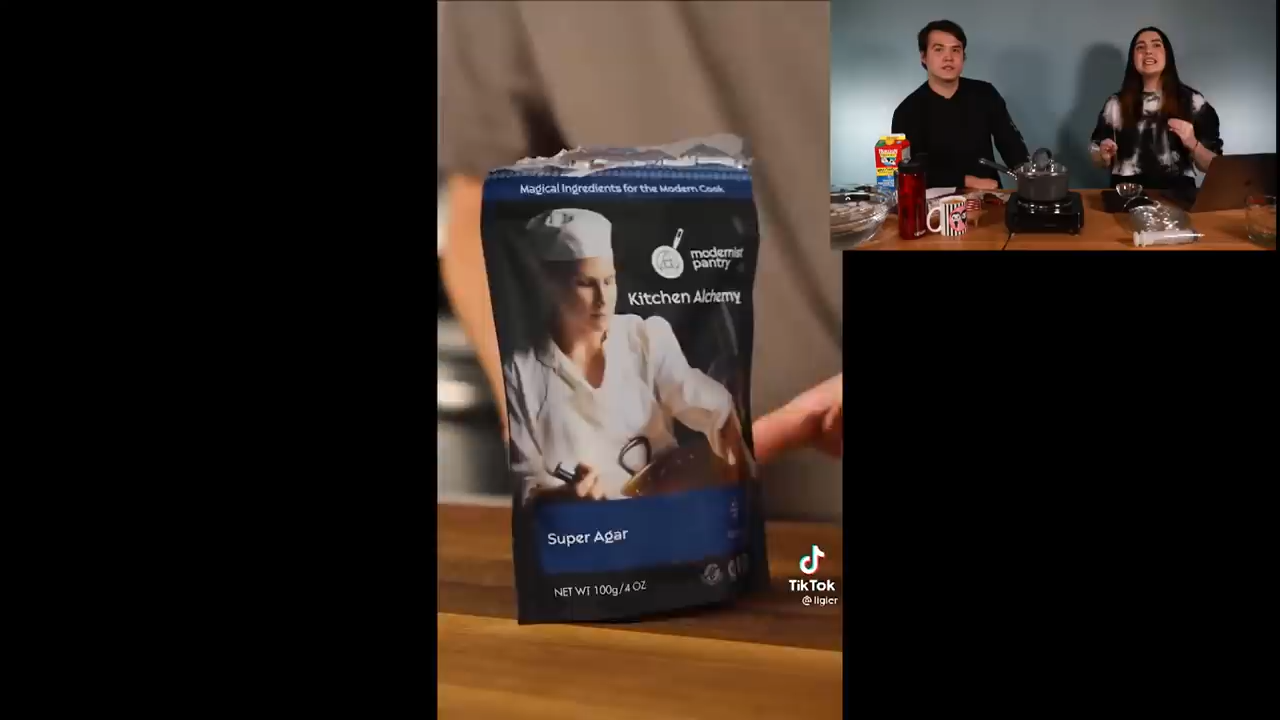 Magical Ingredients for the Modern Cook
modernist
pantry
Kitchen Alchemy
Super Agar
NET WT 100g/4 OZ
TikTok
@ligier